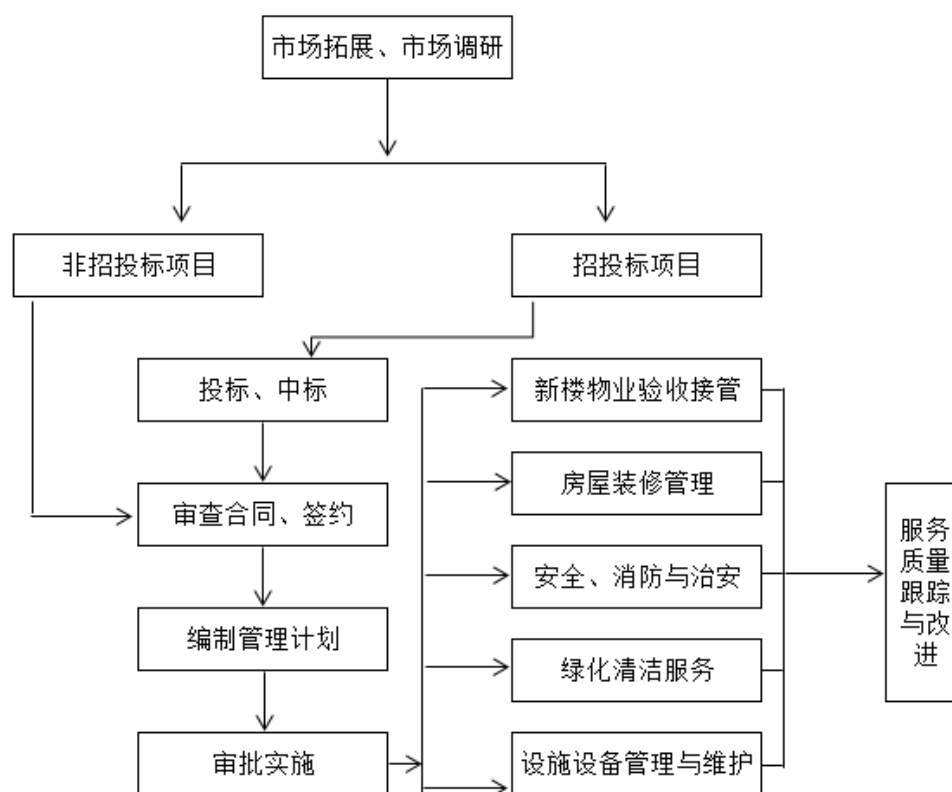 市场拓展、市场调研
非招投标项目
招投标项目
投标、中标
新楼物业验收接管
房屋装修管理
审查合同、签约
服务
质量
跟踪
与改
进
安全、消防与治安
编制管理计划
绿化清洁服务
审批实施
设施设备管理与维护